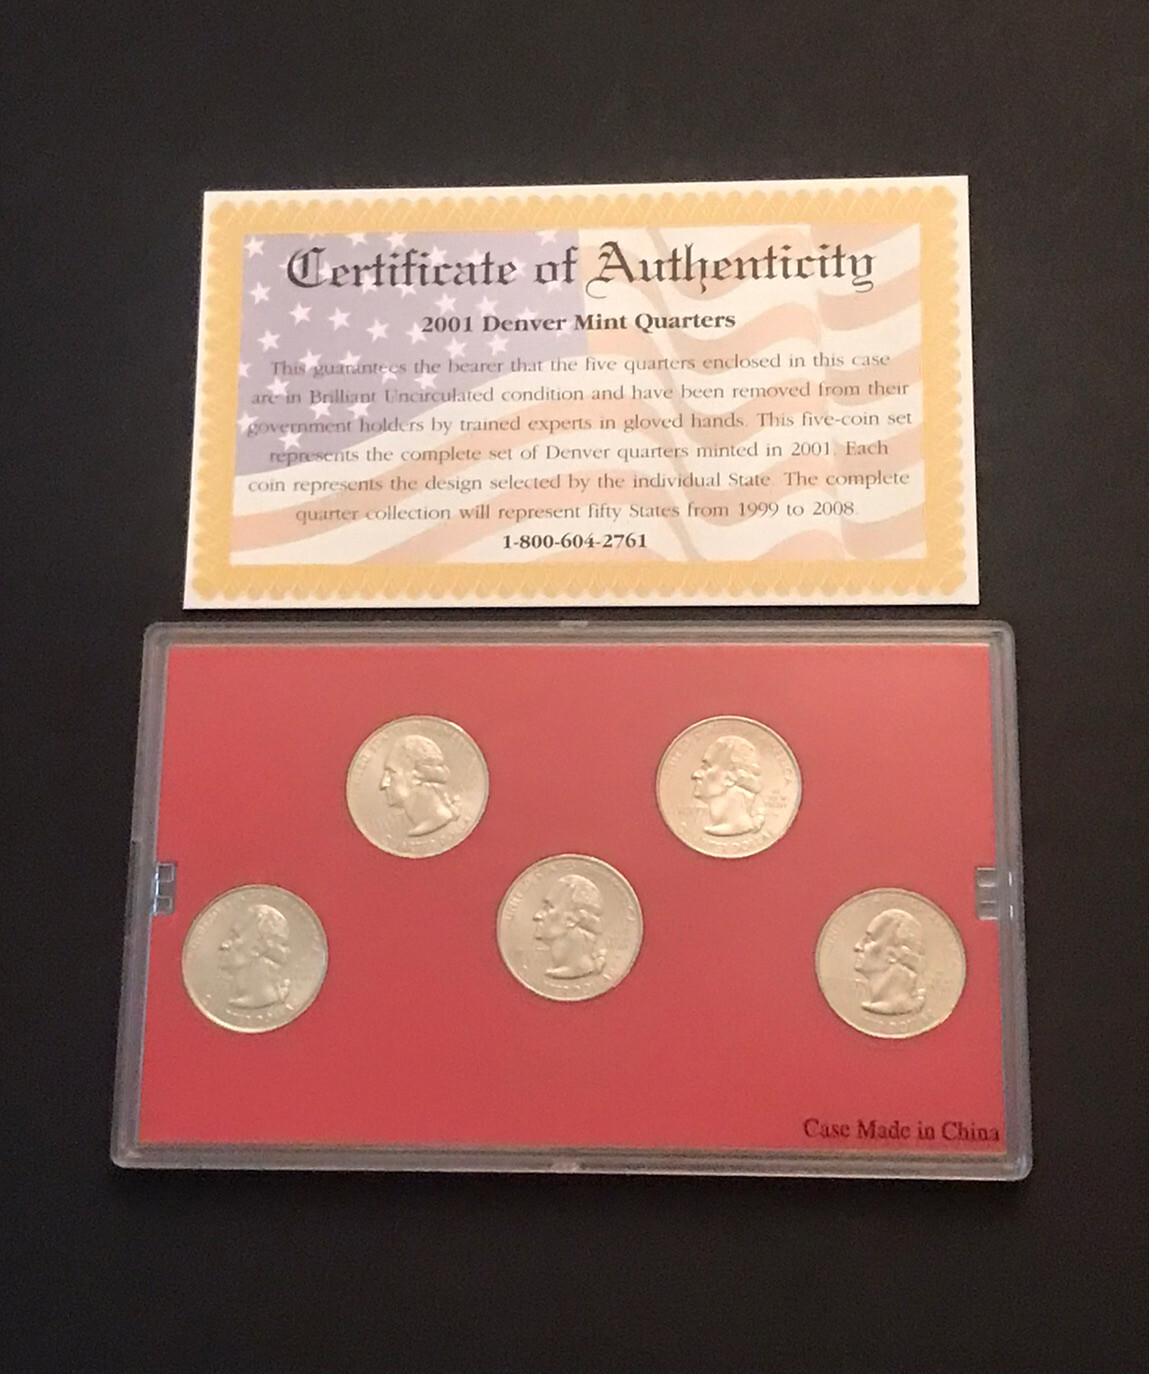 Certificate of Authenticity
2001 Denver Mint Quarters
This guarantees the bearer that the five quarters enclosed in this case
are in Brilliant Uncirculated condition and have been removed from their
government holders by trained experts in gloved hands. This five-coin set
represents the complete set of Denver quarters minted in 2001. Each
coin represents the design selected by the individual State. The complete
quarter collection will represent fifty States from 1999 to 2008.
1-800-604-2761
Case Made in China